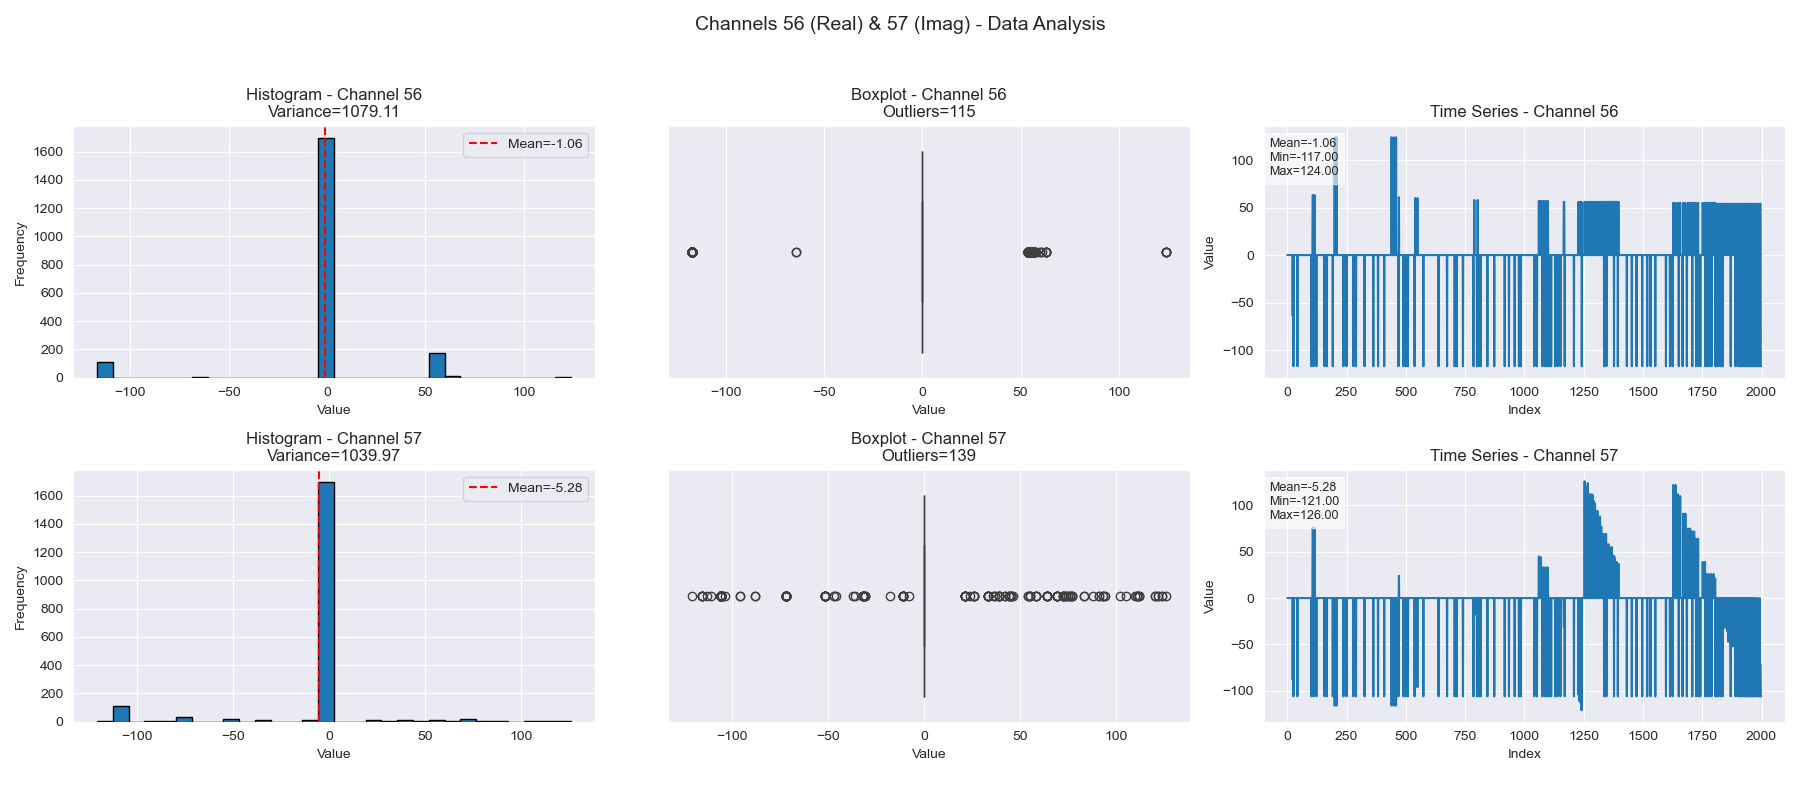 Channels 56 (Real) & 57 (Imag) - Data Analysis
Histogram - Channel 56
Variance=1079.11
Mean=-1.06
Frequency
1600
1400
1200
1000
800
600
400
200
0
−100
−50
0
50
100
Value
Boxplot - Channel 56
Outliers=115
−100
−50
0
50
100
Value
Time Series - Channel 56
Mean=-1.06
Min=-117.00
Max=124.00
Value
100
50
0
−50
−100
0
250
500
750
1000
1250
1500
1750
2000
Index
Histogram - Channel 57
Variance=1039.97
Mean=-5.28
Frequency
1600
1400
1200
1000
800
600
400
200
0
−100
−50
0
50
100
Value
Boxplot - Channel 57
Outliers=139
−100
−50
0
50
100
Value
Time Series - Channel 57
Mean=-5.28
Min=-121.00
Max=126.00
Value
100
50
0
−50
−100
0
250
500
750
1000
1250
1500
1750
2000
Index